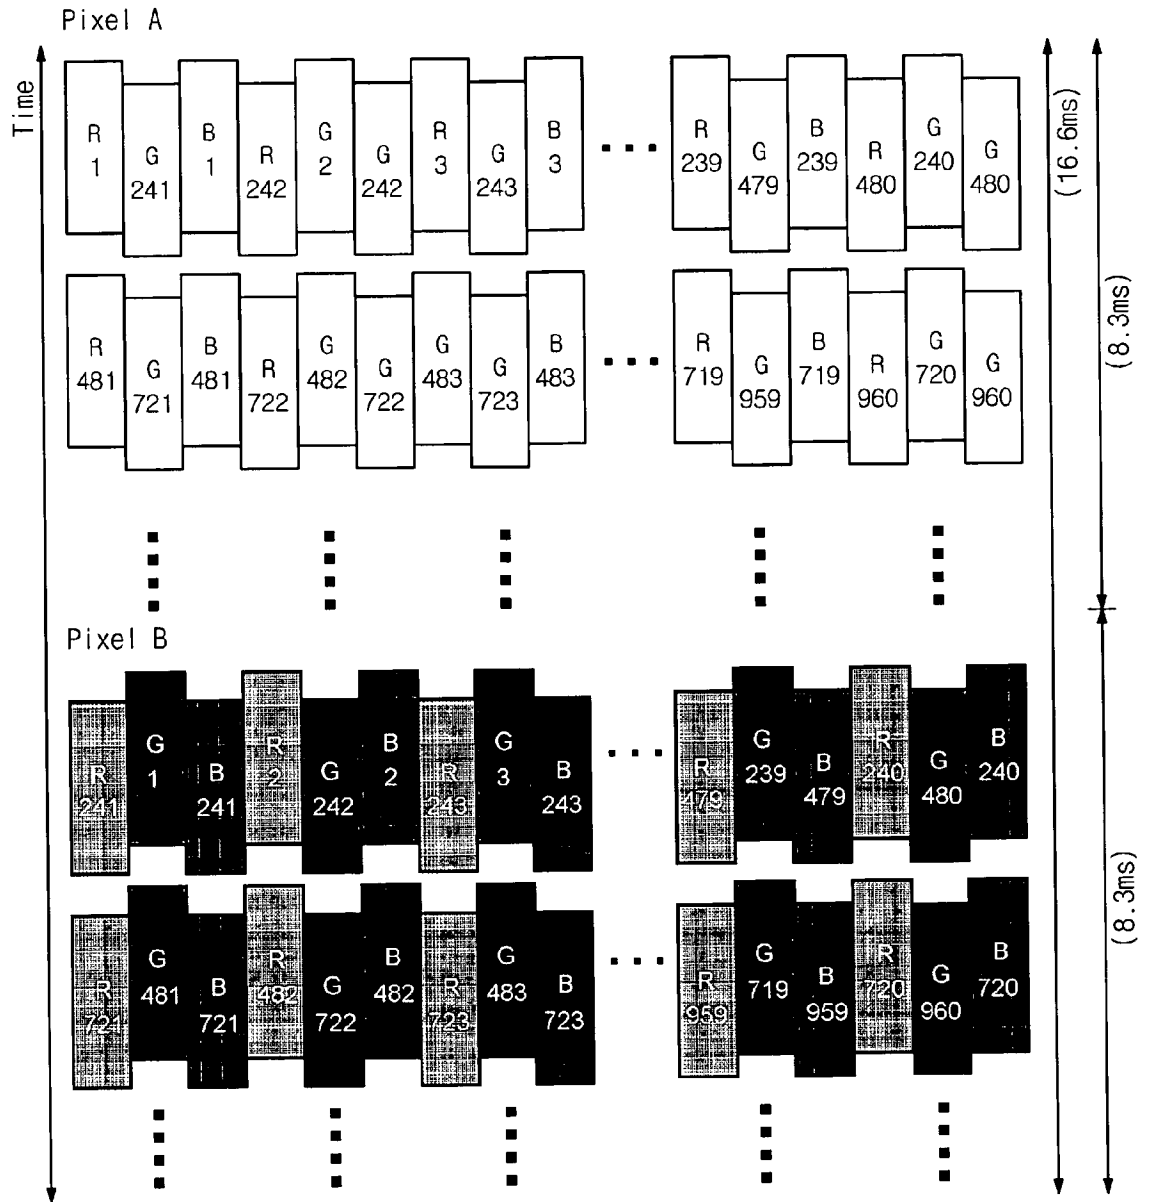 Pixel A
Time
R 1
G 241
B 1
R 242
G 2
G 242
R 3
G 243
B 3
R 239
G 479
B 239
R 480
G 240
G 480
R 481
G 721
B 481
R 722
G 482
G 722
G 483
G 723
B 483
R 719
G 959
B 719
R 960
G 720
G 960
(16.6ms)
(8.3ms)
Pixel B
R 241
G 1
B 241
R 2
G 242
B 2
R 243
G 3
B 243
R 479
G 239
B 479
R 240
G 480
B 240
R 721
G 481
B 721
R 482
G 722
B 482
R 723
G 483
B 723
R 959
G 719
B 959
R 720
G 960
B 720
(8.3ms)